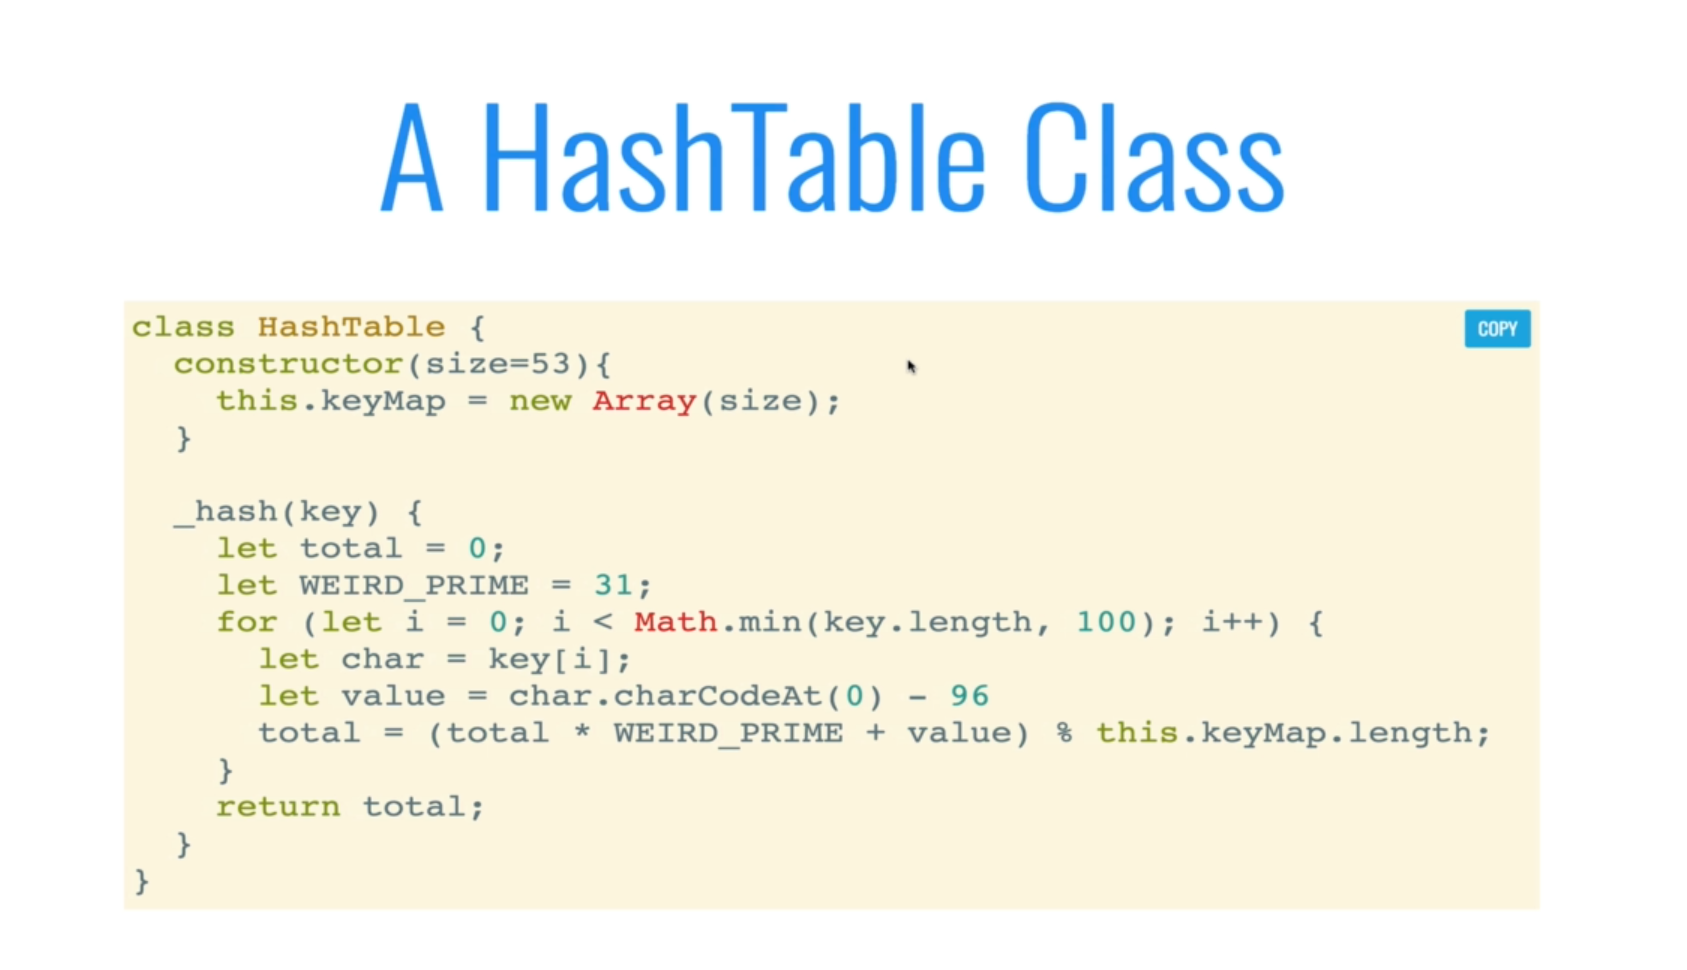 A HashTable Class
COPY
class HashTable {
  constructor(size=53){
    this.keyMap = new Array(size);
  }

  _hash(key) {
    let total = 0;
    let WEIRD_PRIME = 31;
    for (let i = 0; i < Math.min(key.length, 100); i++) {
      let char = key[i];
      let value = char.charCodeAt(0) - 96
      total = (total * WEIRD_PRIME + value) % this.keyMap.length;
    }
    return total;
  }
}